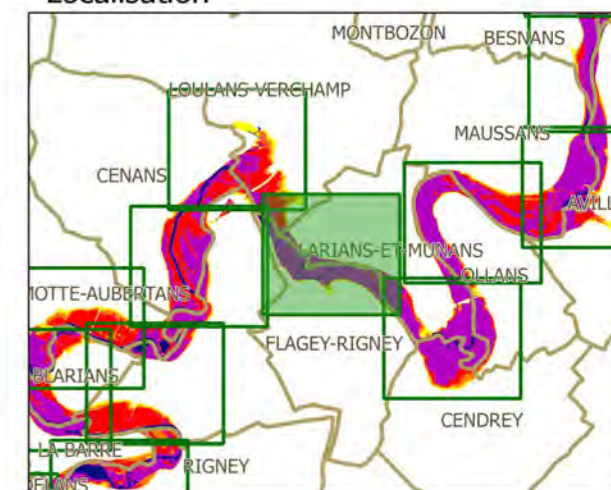 Localisation
MONTBOZON
BESNANS
LOULANS-VERCHAMP
MAUSSANS
CENANS
AVILL
LARIANS-ET-MUNANS
OLLANS
MOTTE-AUBERTANS
FLAGEY-RIGNEY
BLARIANS
CENDREY
LA BARRE
RIGNEY